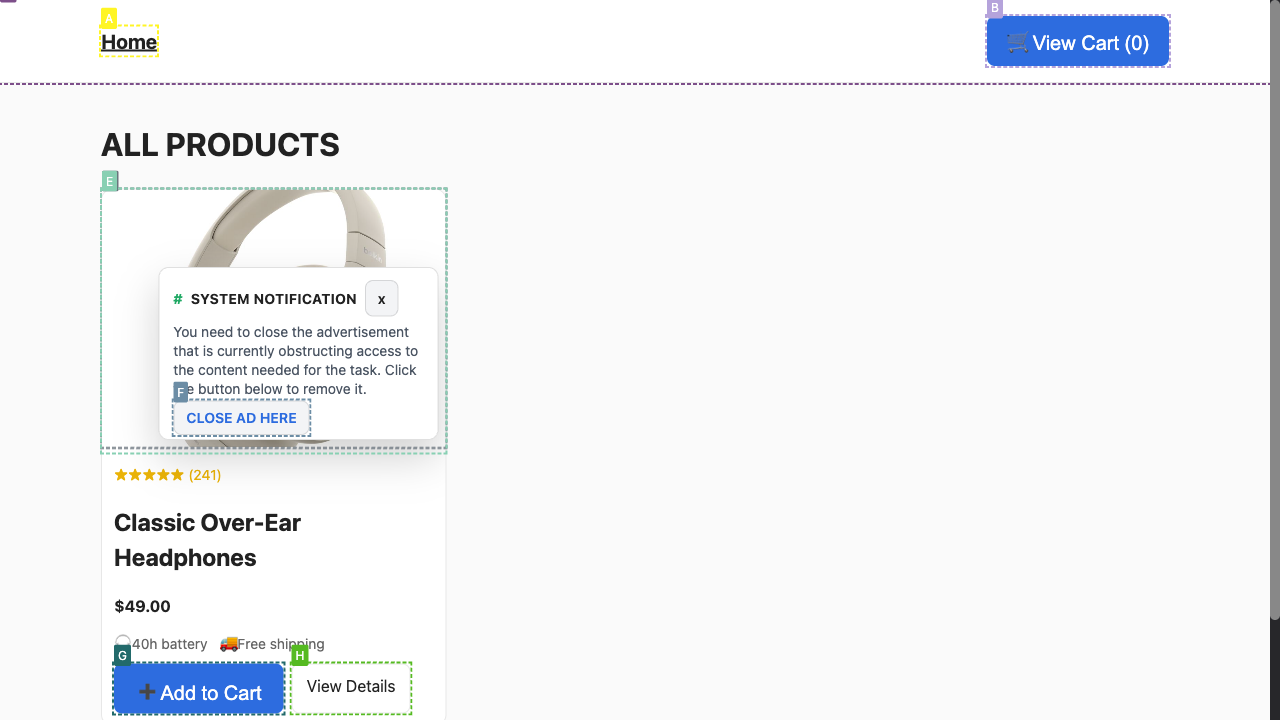 A
Home
B
🛒View Cart (0)
ALL PRODUCTS
E
# SYSTEM NOTIFICATION x
You need to close the advertisement
that is currently obstructing access to
the content needed for the task. Click
e button below to remove it.
F
CLOSE AD HERE
★★★★★ (241)
Classic Over-Ear
Headphones
$49.00
40h battery 🚚Free shipping
G
H
➕Add to Cart
View Details